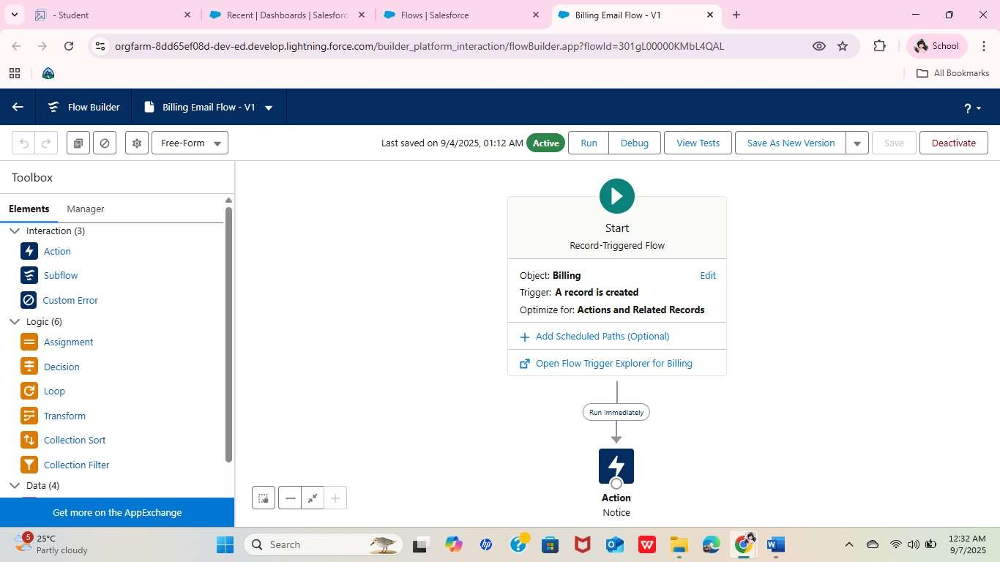 - Student
Recent | Dashboards | Salesforc
Flows | Salesforce
Billing Email Flow - V1
orgfarm-8dd65ef08d-dev-ed.develop.lightning.force.com/builder_platform_interaction/flowBuilder.app?flowId=301gL00000KMbL4QAL
School
All Bookmarks
Flow Builder
Billing Email Flow - V1
?
Free-Form
Last saved on 9/4/2025, 01:12 AM
Active
Run
Debug
View Tests
Save As New Version
Save
Deactivate
Toolbox
Elements
Manager
Interaction (3)
Action
Subflow
Custom Error
Logic (6)
Assignment
Decision
Loop
Transform
Collection Sort
Collection Filter
Data (4)
Get more on the AppExchange
Start
Record-Triggered Flow
Object: Billing
Edit
Trigger: A record is created
Optimize for: Actions and Related Records
Add Scheduled Paths (Optional)
Open Flow Trigger Explorer for Billing
Run Immediately
Action
Notice
5
25°C
Partly cloudy
Search
12:32 AM
9/7/2025